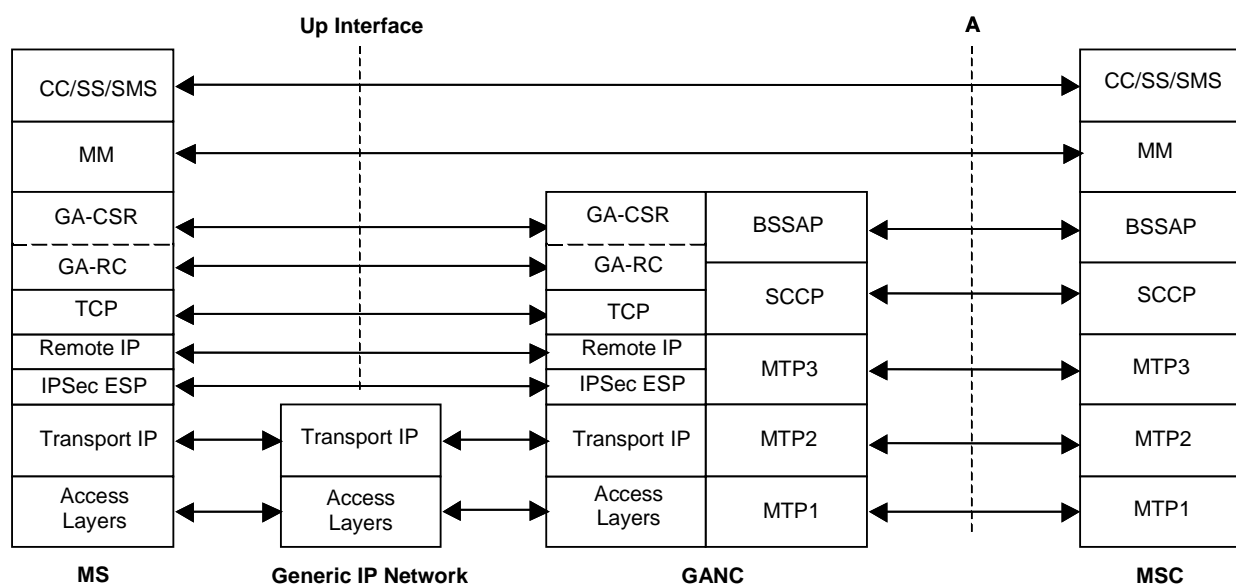 Up Interface
A
CC/SS/SMS
CC/SS/SMS
MM
MM
GA-CSR
GA-CSR
BSSAP
BSSAP
GA-RC
GA-RC
SCCP
SCCP
TCP
TCP
Remote IP
Remote IP
MTP3
MTP3
IPSec ESP
IPSec ESP
Transport IP
Transport IP
Transport IP
MTP2
MTP2
Access
Layers
Access
Layers
Access
Layers
MTP1
MTP1
MS
Generic IP Network
GANC
MSC